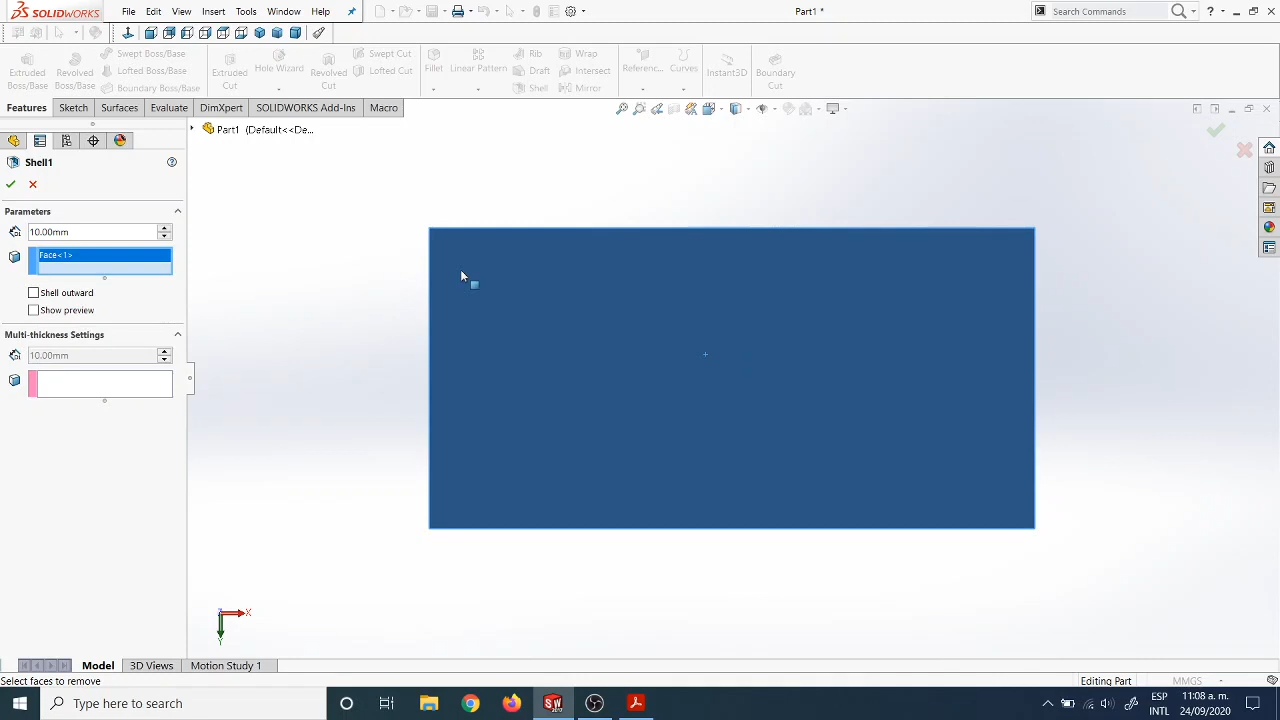 SOLIDWORKS File Edit View Insert Tools Window Help Part1 * Search Commands
Extruded Boss/Base
Revolved Boss/Base
Swept Boss/Base
Lofted Boss/Base
Boundary Boss/Base
Extruded Cut
Hole Wizard
Revolved Cut
Swept Cut
Lofted Cut
Fillet
Linear Pattern
Rib
Draft
Shell
Wrap
Intersect
Mirror
Referenc...
Curves
Instant3D
Boundary Cut
Features Sketch Surfaces Evaluate DimXpert SOLIDWORKS Add-Ins Macro
Part1 (Default<<De...
Shell1
Parameters
10.00mm
Face<1>
Shell outward
Show preview
Multi-thickness Settings
10.00mm
X
Y
Model 3D Views Motion Study 1
Select faces to remove Editing Part MMGS
Type here to search
ESP
INTL
11:08 a. m.
24/09/2020